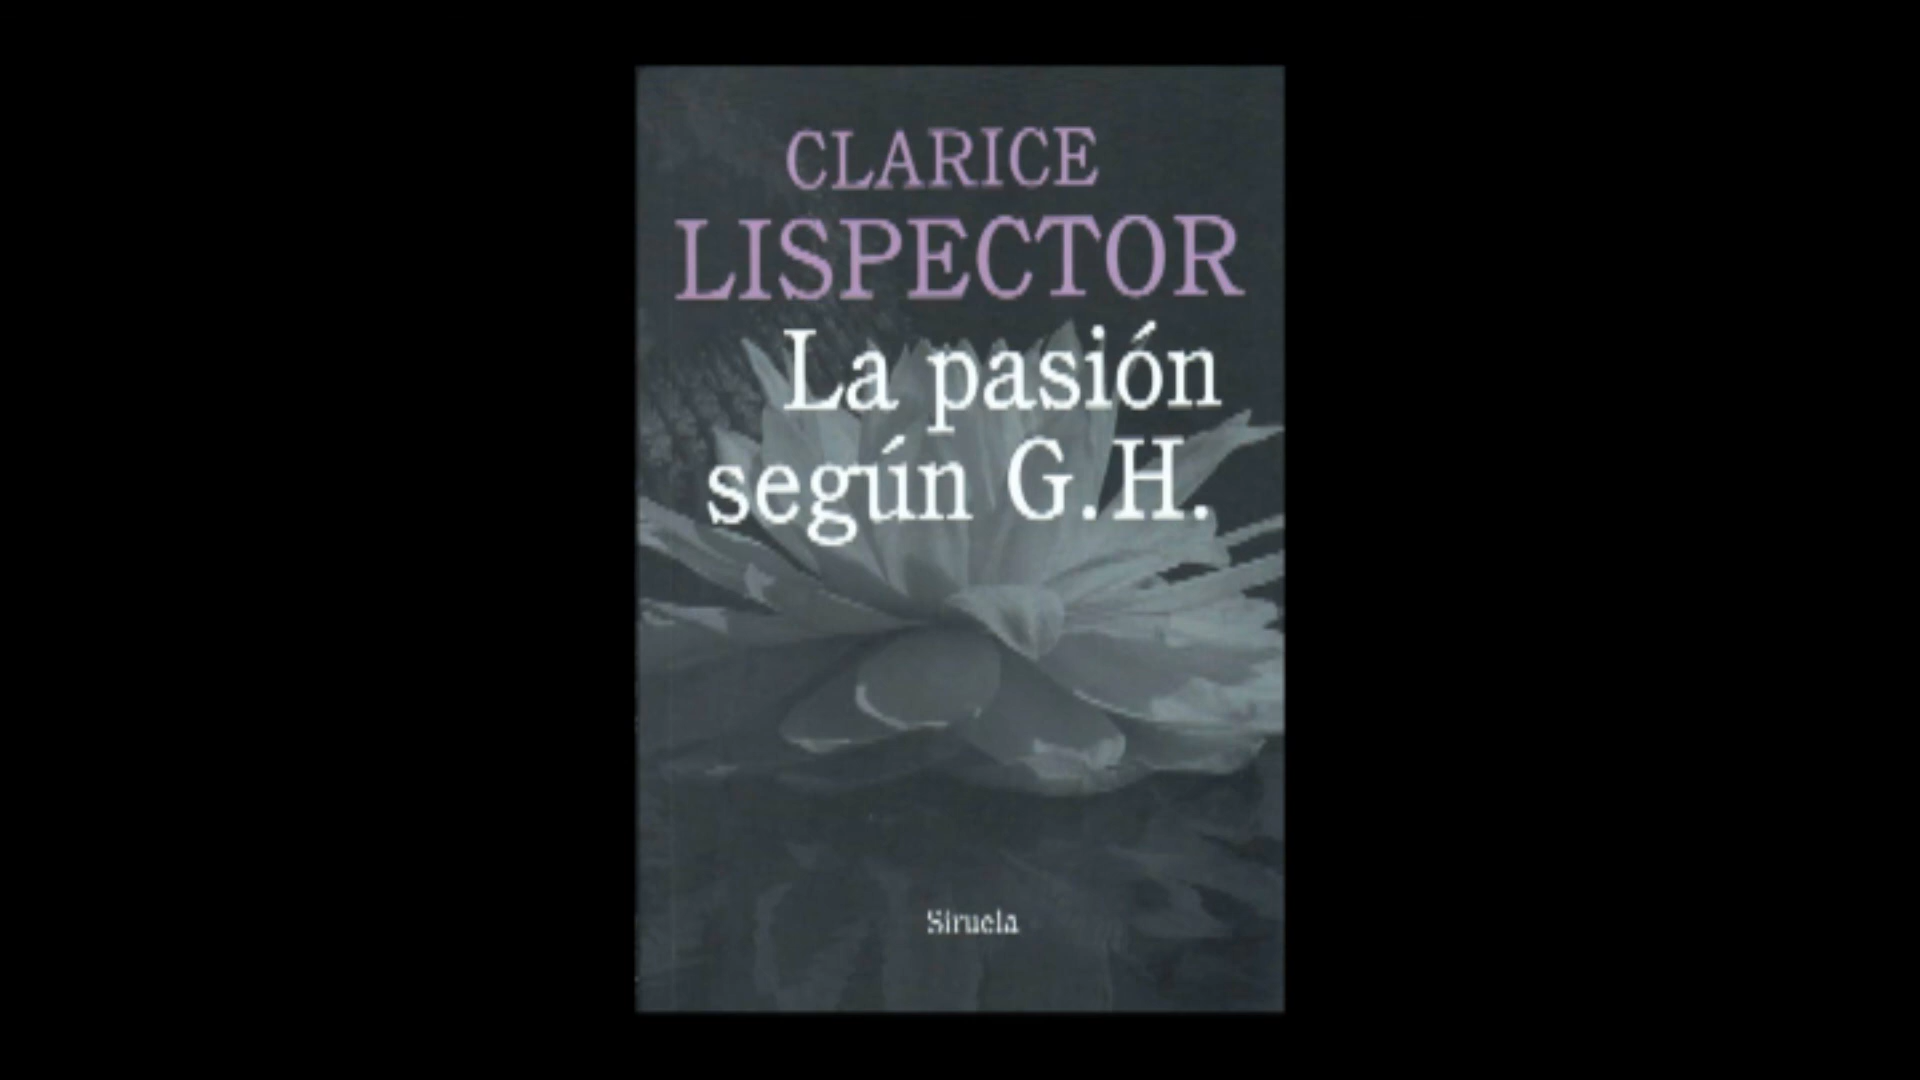 CLARICE
LISPECTOR
La pasión
según G.H.
Siruela